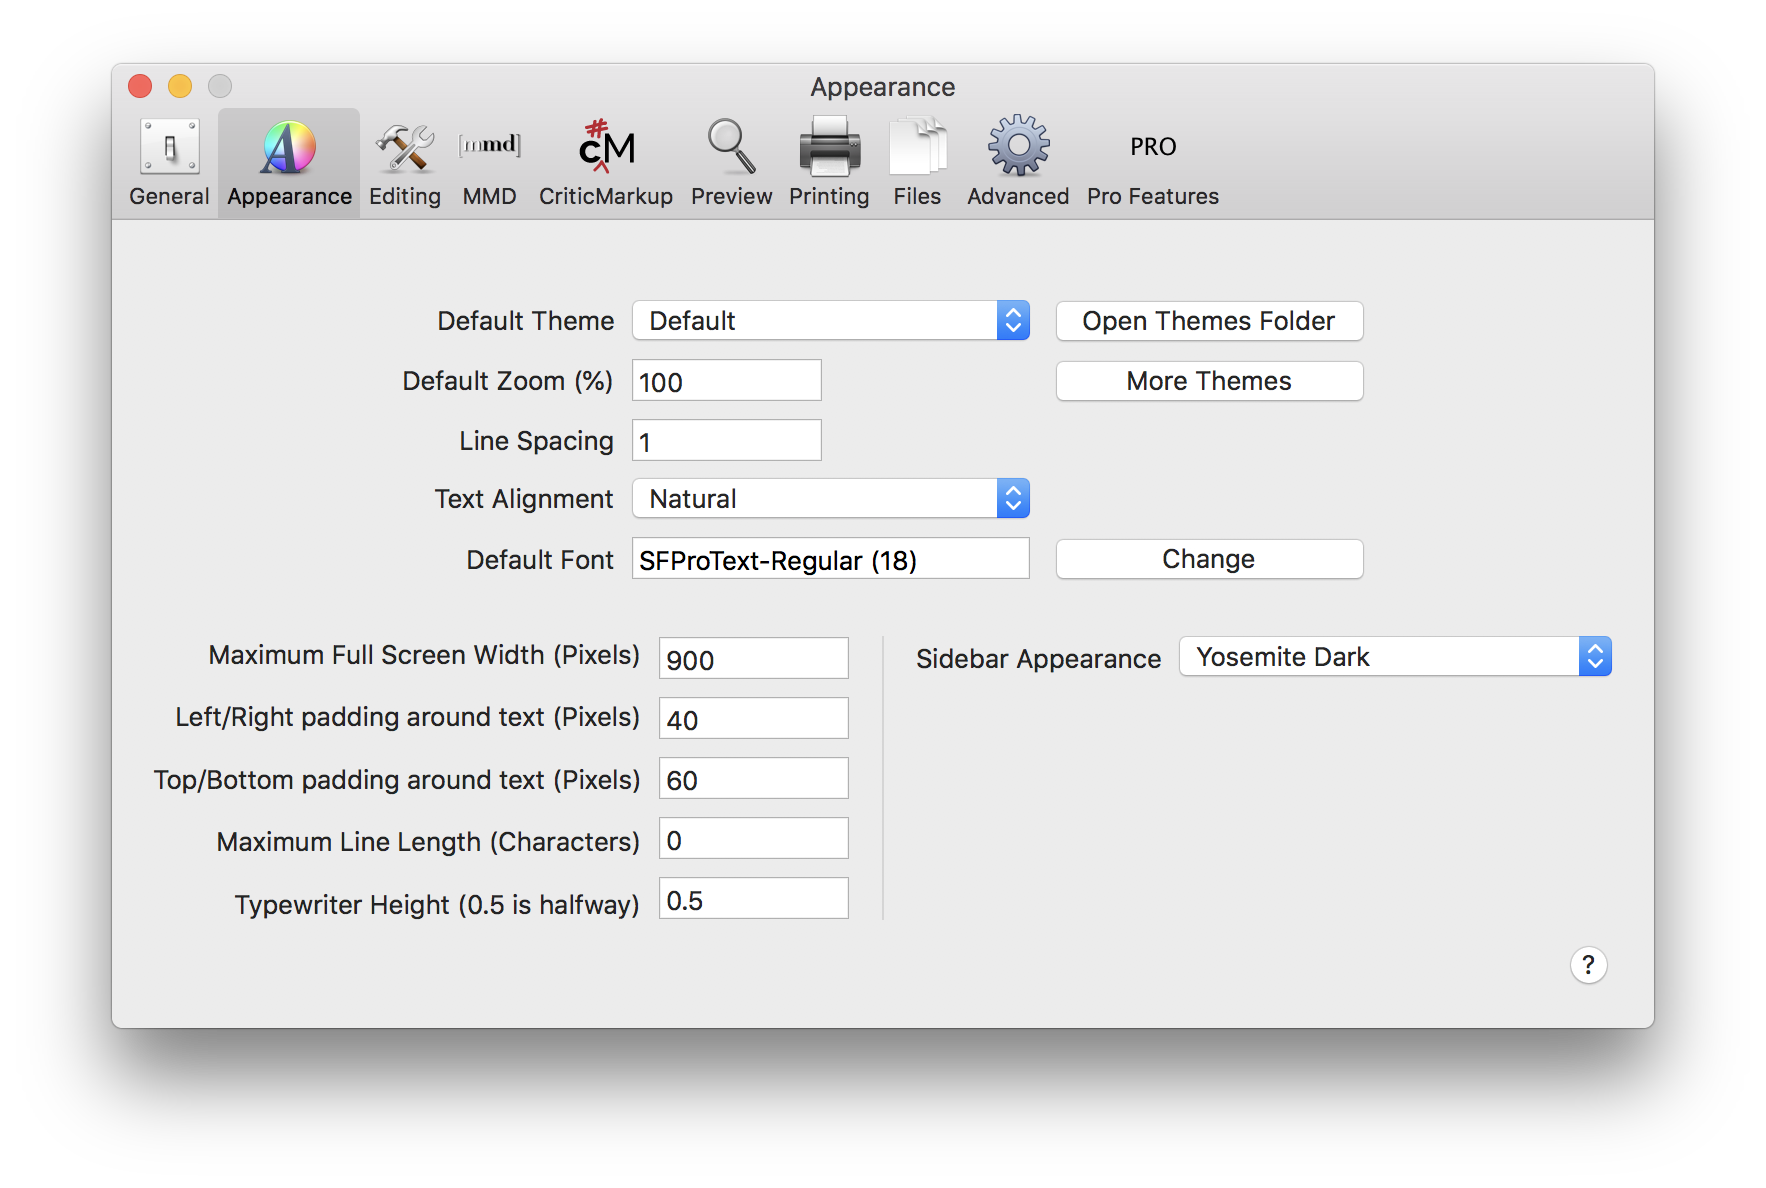 Appearance
[mmd] #cM PRO
General Appearance Editing MMD CriticMarkup Preview Printing Files Advanced Pro Features
Default Theme Default Open Themes Folder
Default Zoom (%) 100 More Themes
Line Spacing 1
Text Alignment Natural
Default Font SFProText-Regular (18) Change
Maximum Full Screen Width (Pixels) 900 Sidebar Appearance Yosemite Dark
Left/Right padding around text (Pixels) 40
Top/Bottom padding around text (Pixels) 60
Maximum Line Length (Characters) 0
Typewriter Height (0.5 is halfway) 0.5
?